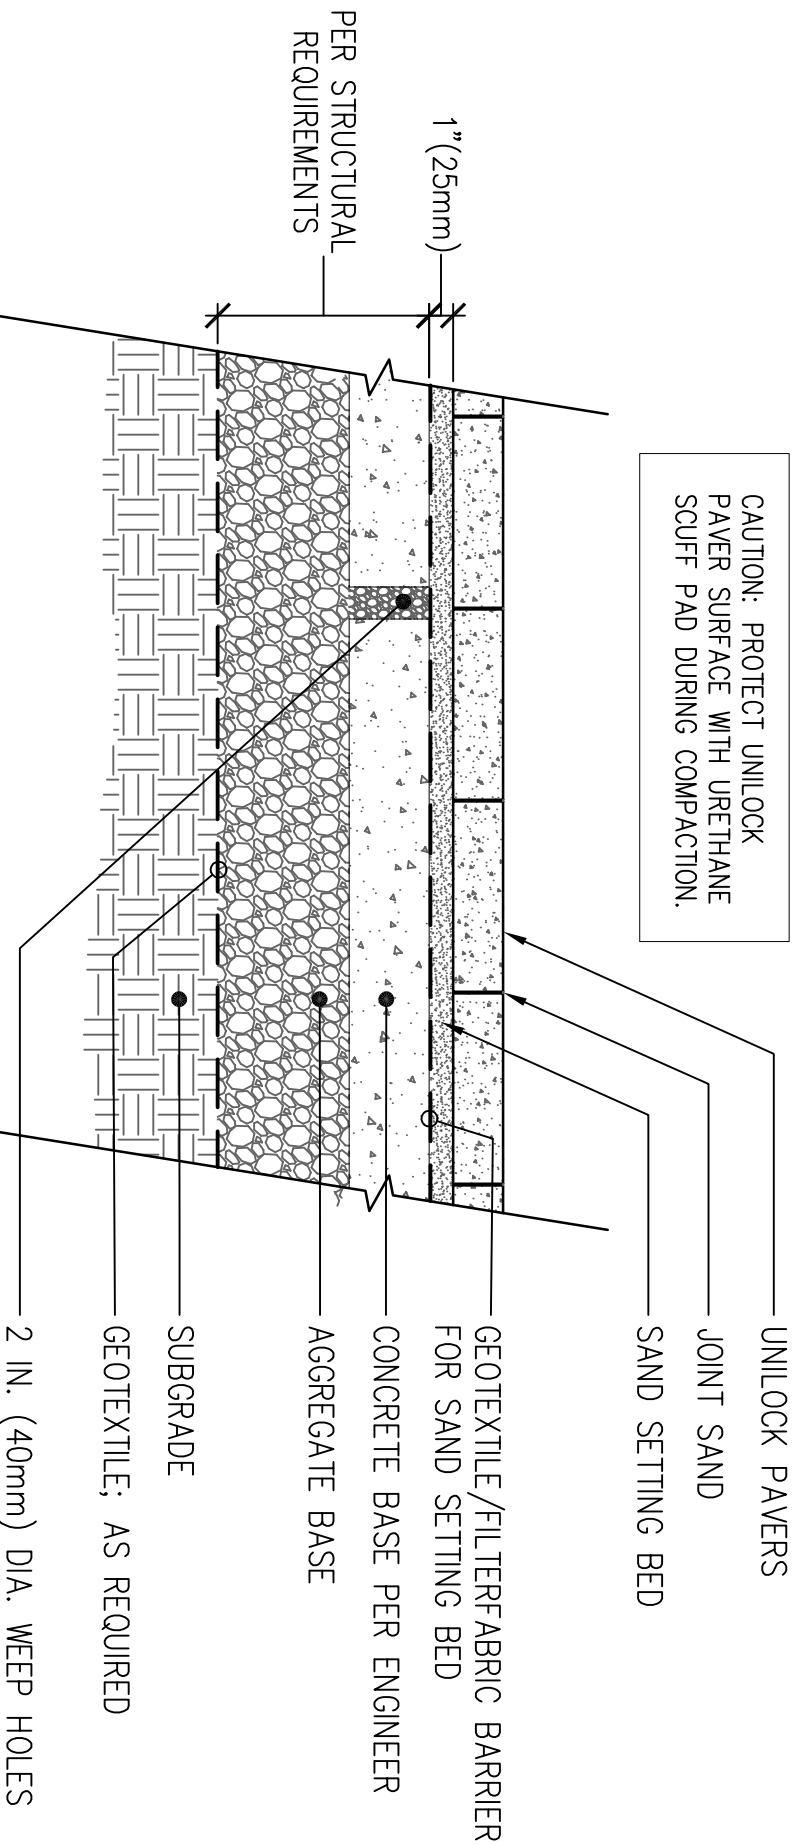 CAUTION: PROTECT UNILOCK
PAVER SURFACE WITH URETHANE
SCUFF PAD DURING COMPACTION.
1"(25mm)
PER STRUCTURAL
REQUIREMENTS
UNILOCK PAVERS
JOINT SAND
SAND SETTING BED
GEOTEXTILE/FILTERFABRIC BARRIER
FOR SAND SETTING BED
CONCRETE BASE PER ENGINEER
AGGREGATE BASE
SUBGRADE
GEOTEXTILE; AS REQUIRED
2 IN. (40mm) DIA. WEEP HOLES